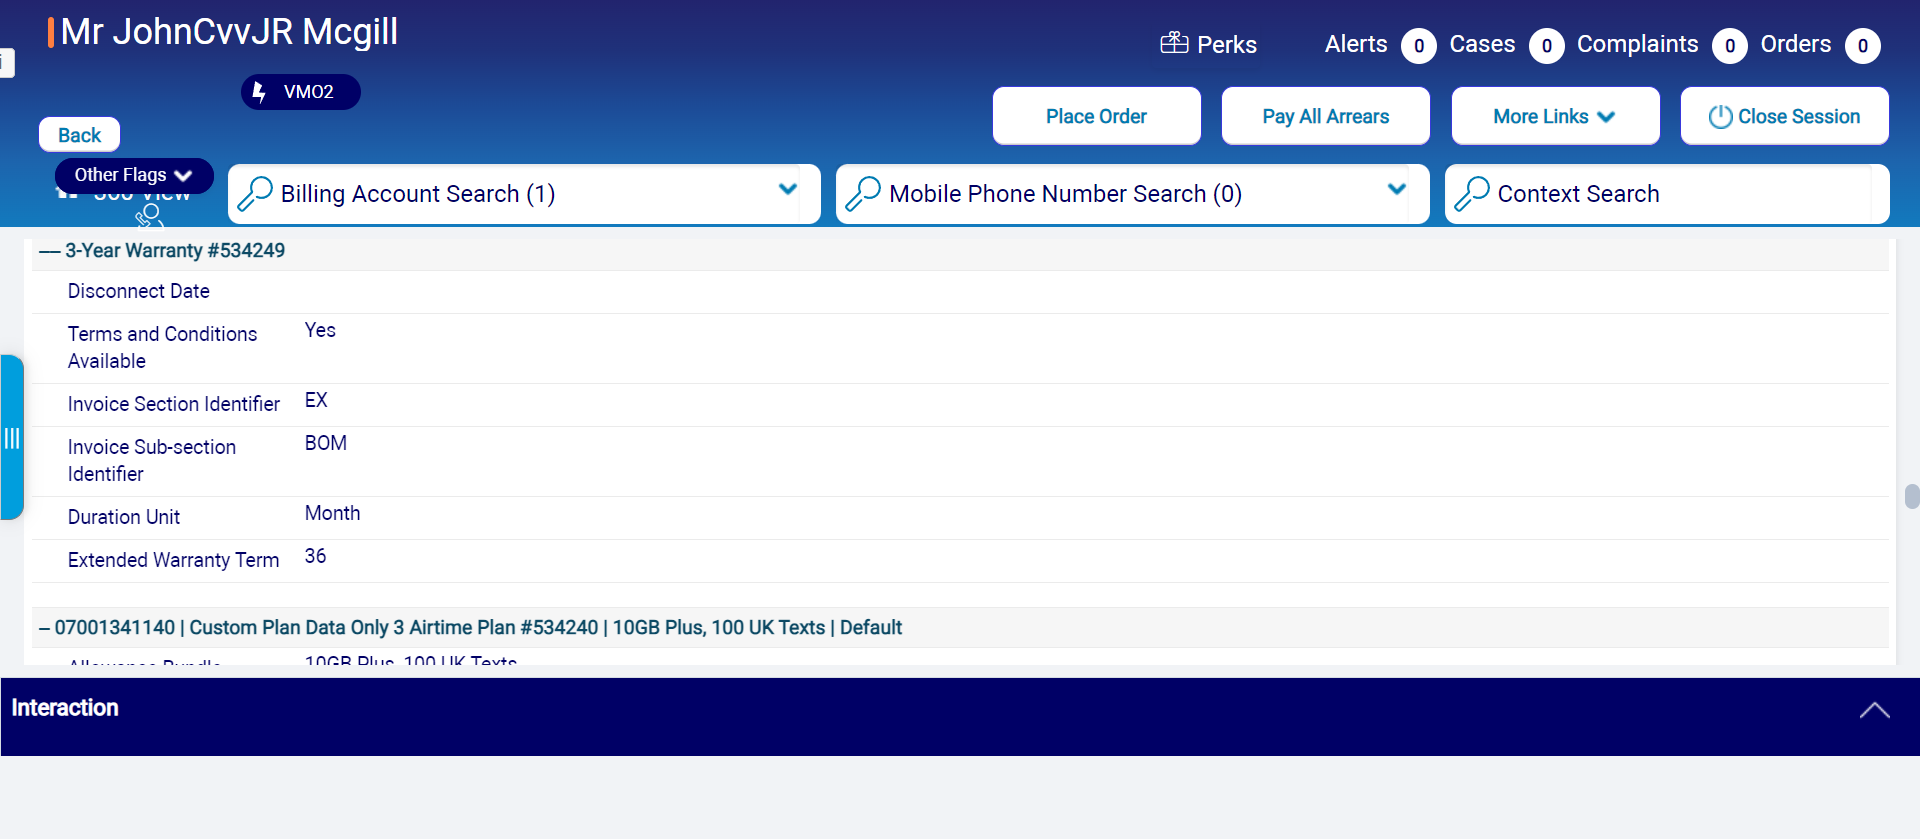 Mr JohnCvvJR Mcgill
Perks
Alerts 0 Cases 0 Complaints 0 Orders 0
VMO2
Place Order
Pay All Arrears
More Links
Close Session
Back
Other Flags
360 View
Billing Account Search (1)
Mobile Phone Number Search (0)
Context Search
— 3-Year Warranty #534249
Disconnect Date
Terms and Conditions Available
Yes
Invoice Section Identifier
EX
Invoice Sub-section Identifier
BOM
Duration Unit
Month
Extended Warranty Term
36
– 07001341140 | Custom Plan Data Only 3 Airtime Plan #534240 | 10GB Plus, 100 UK Texts | Default
Allowance Bundle
10GB Plus, 100 UK Texts
Interaction